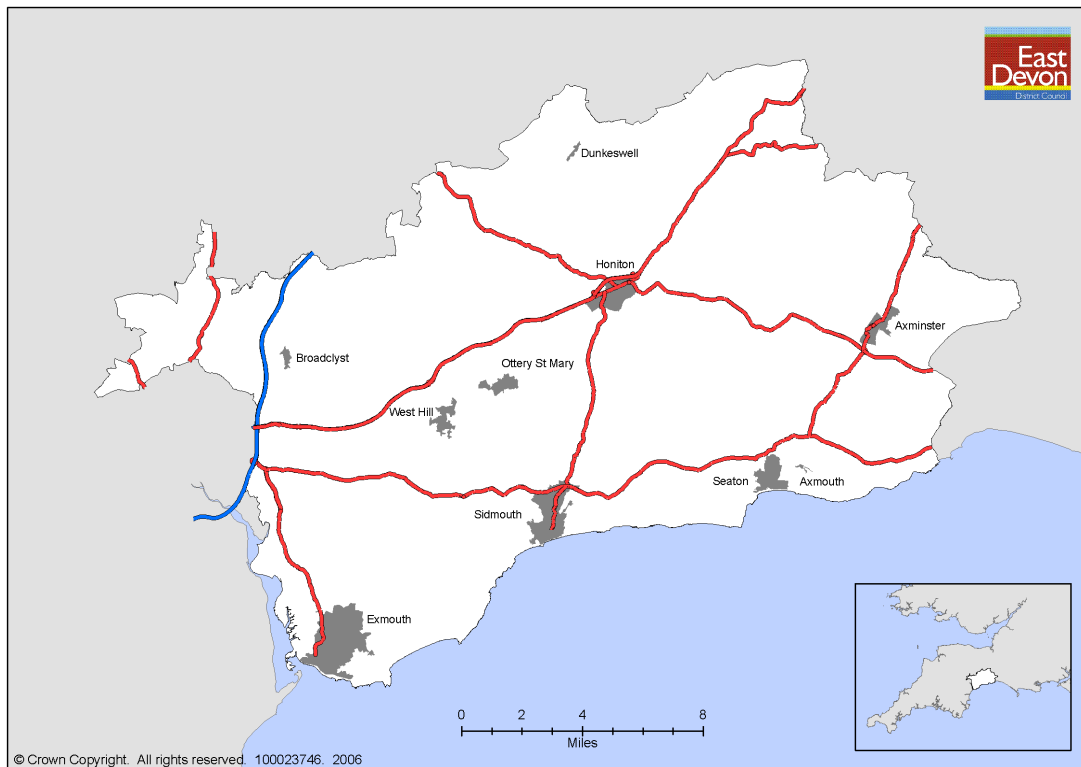 East
Devon
District Council
Dunkeswell
Honiton
Axminster
Broadclyst
Ottery St Mary
West Hill
Seaton
Axmouth
Sidmouth
Exmouth
0 2 4 8
Miles
© Crown Copyright. All rights reserved. 100023746. 2006